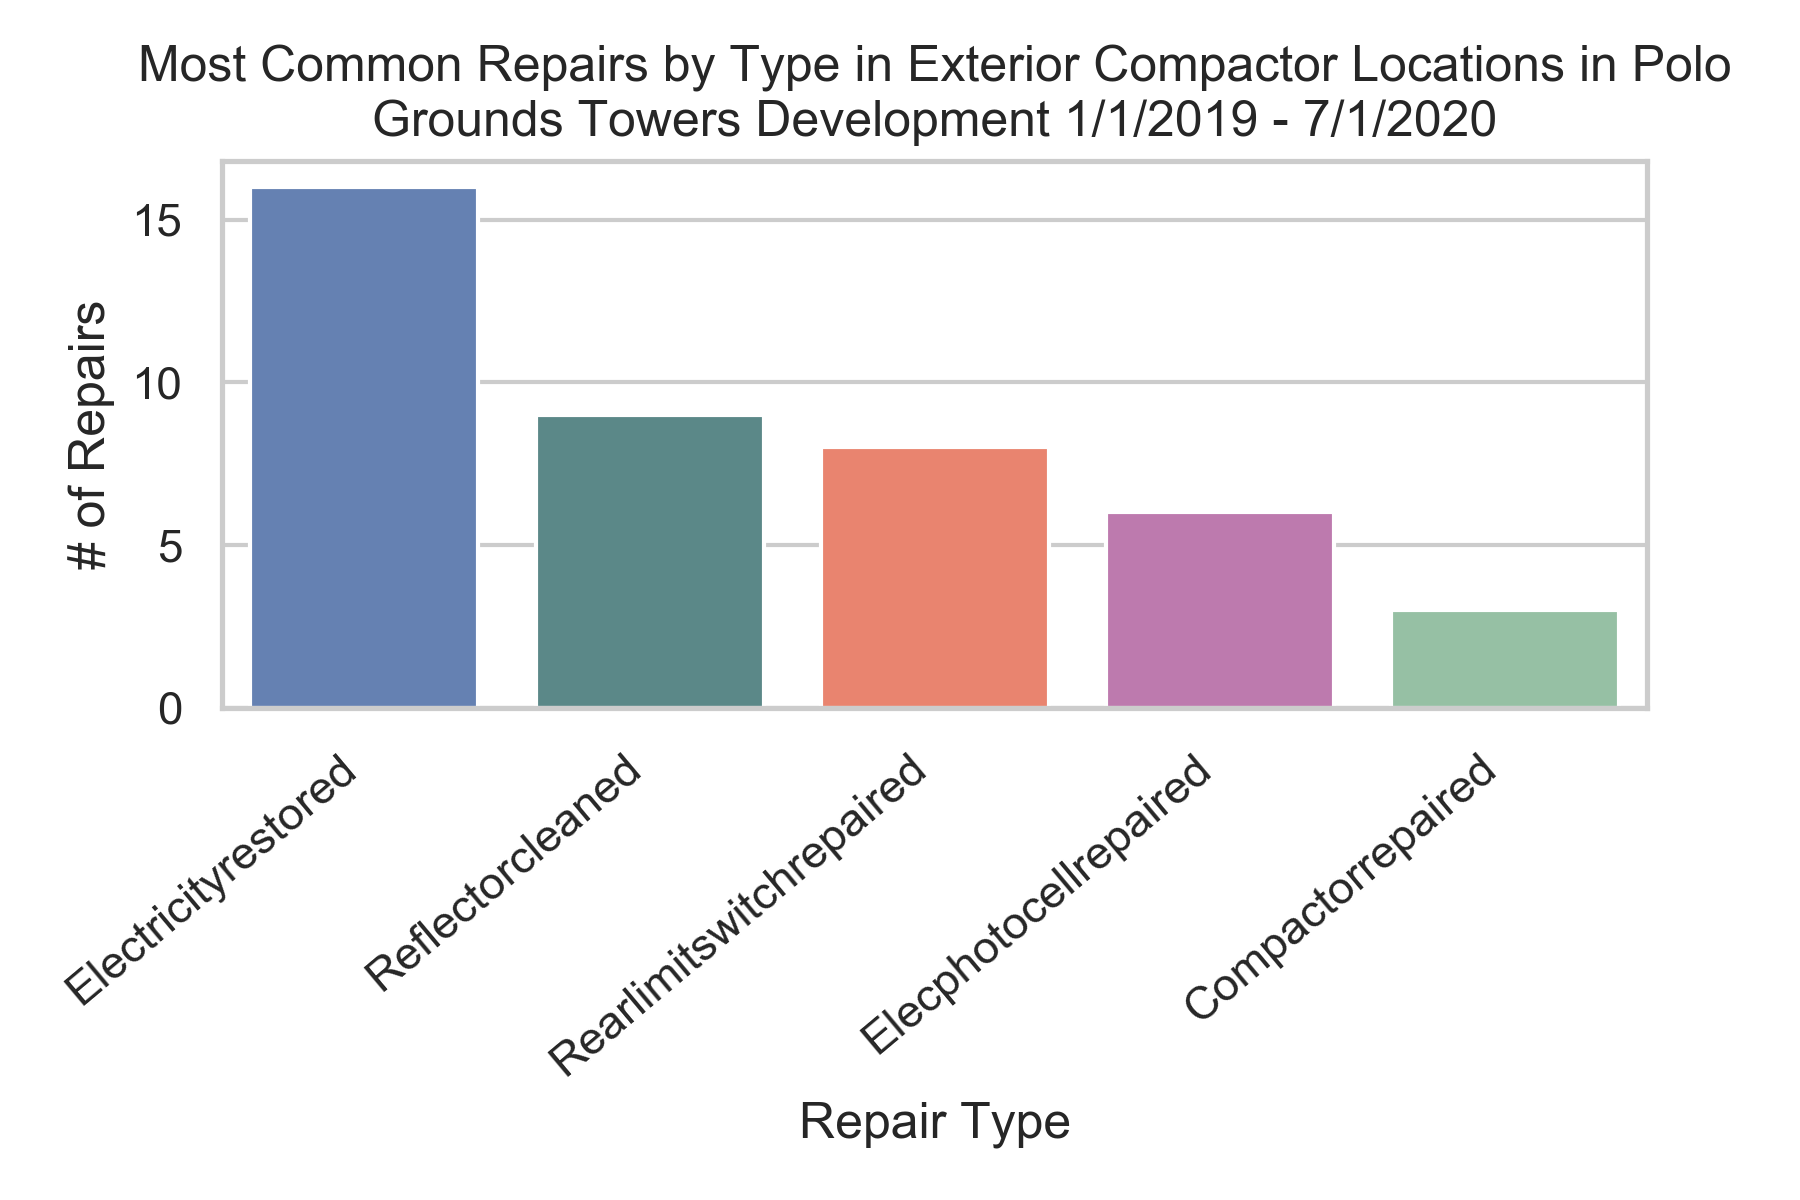 Most Common Repairs by Type in Exterior Compactor Locations in Polo
Grounds Towers Development 1/1/2019 - 7/1/2020
# of Repairs
15
10
5
0
Electricityrestored
Reflectorcleaned
Rearlimitswitchrepaired
Elecphotocellrepaired
Compactorrepaired
Repair Type